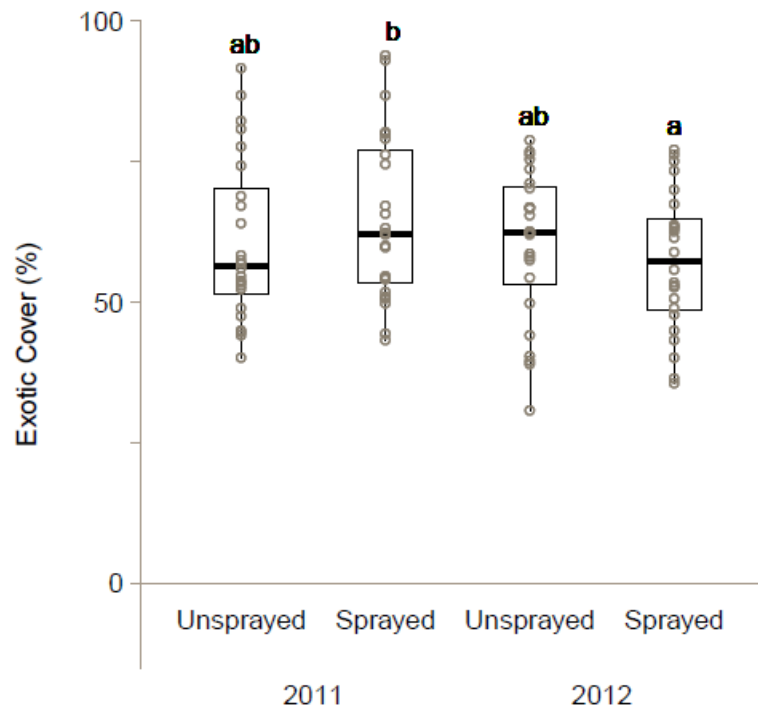 100
ab
b
ab
a
Exotic Cover (%)
50
0
Unsprayed Sprayed Unsprayed Sprayed
2011 2012